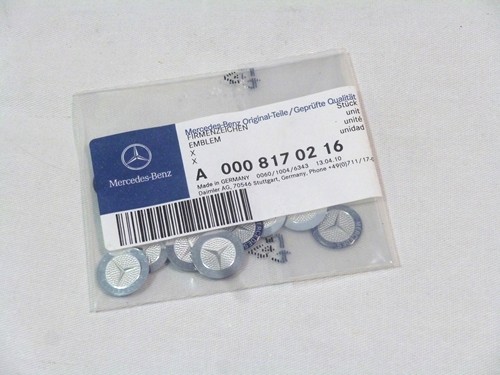 Mercedes-Benz Original-Teile/Geprüfte Qualität
FIRMENZEICHEN
EMBLEM
X
X
Stück
unit
unité
unidad
A 000 817 02 16
Made in GERMANY 0060/1004/6343 13.04.10
Daimler AG, 70546 Stuttgart, Germany, Phone +49(0)711/17-0
Mercedes-Benz